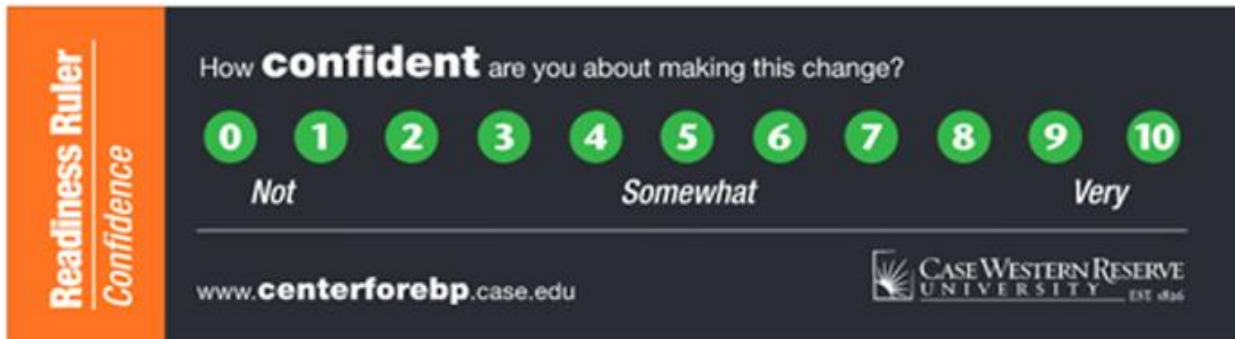 Readiness Ruler
Confidence
How confident are you about making this change?
0 1 2 3 4 5 6 7 8 9 10
Not Somewhat Very
www.centerforebp.case.edu
CASE WESTERN RESERVE
UNIVERSITY EST. 1826